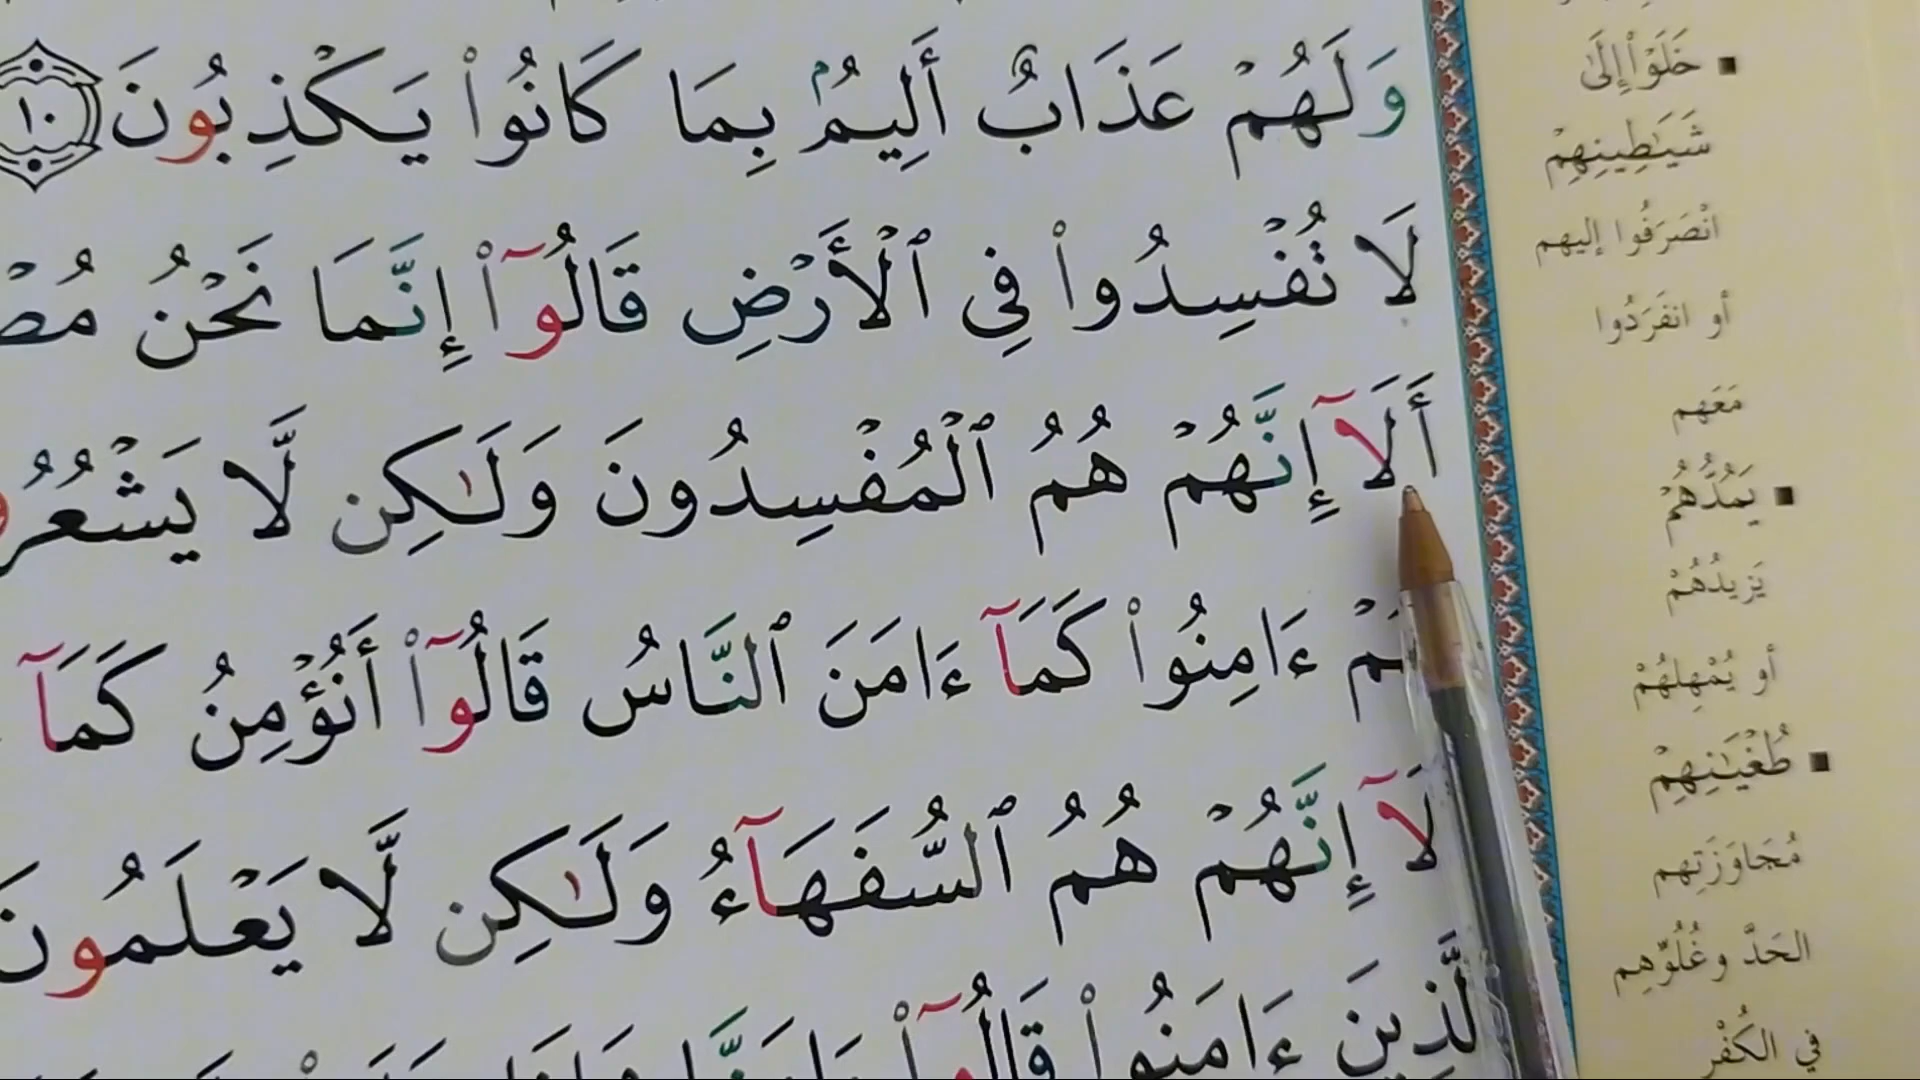 وَلَهُمْ عَذَابٌ أَلِيمٌۢ بِمَا كَانُوا۟ يَكْذِبُونَ ١٠
لَا تُفْسِدُوا۟ فِى ٱلْأَرْضِ قَالُوٓا۟ إِنَّمَا نَحْنُ مُصْ
أَلَآ إِنَّهُمْ هُمُ ٱلْمُفْسِدُونَ وَلَـٰكِن لَّا يَشْعُرُ
ءَامِنُوا۟ كَمَآ ءَامَنَ ٱلنَّاسُ قَالُوٓا۟ أَنُؤْمِنُ كَمَآ
لَآ إِنَّهُمْ هُمُ ٱلسُّفَهَآءُ وَلَـٰكِن لَّا يَعْلَمُونَ
لَّذِينَ ءَامَنُوا۟ قَالُوٓا۟
▪ خَلَوْا۟ إِلَىٰ
شَيَـٰطِينِهِمْ
انْصَرَفُوا إليهم
أو انفَرَدُوا
مَعَهم
▪ يَمُدُّهُمْ
يَزِيدُهُمْ
أو يُمْهِلُهُمْ
▪ طُغْيَـٰنِهِمْ
مُجَاوَزَتِهم
الحَدَّ وغُلُوِّهِم
في الكُفْرِ